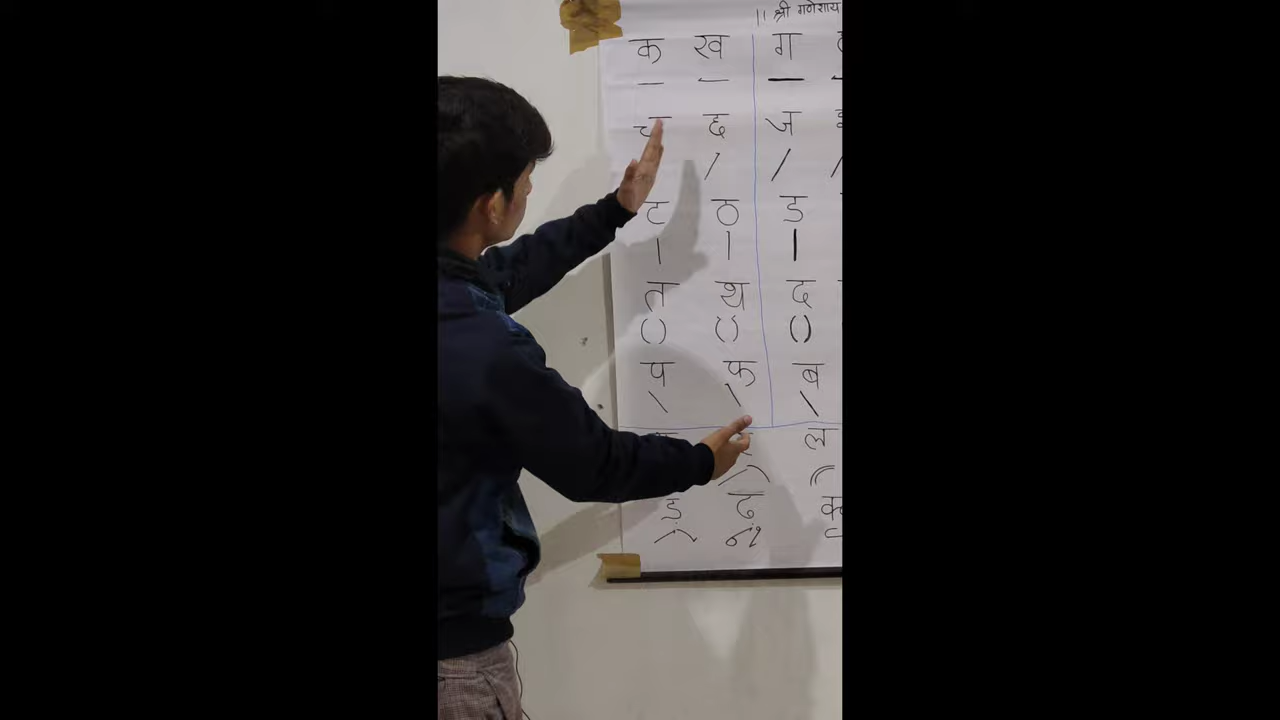 ।। श्री गणेशाय
क ख ग
च छ ज
ट ठ ड
त थ द
प फ ब
ल
ड़ ढ़